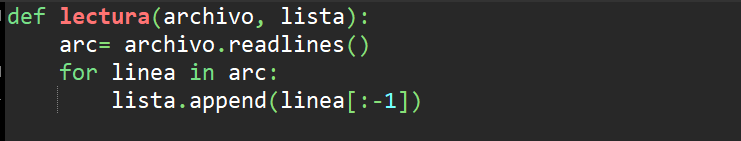 def lectura(archivo, lista):
    arc= archivo.readlines()
    for linea in arc:
        lista.append(linea[:-1])